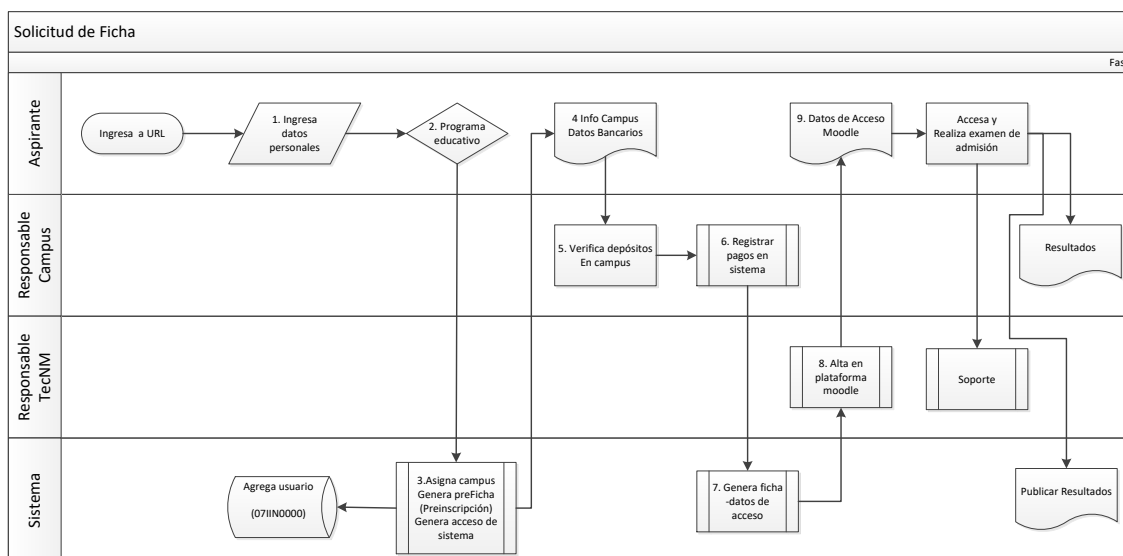 Solicitud de Ficha
Fas
Aspirante
Ingresa a URL
1. Ingresa
datos
personales
2. Programa
educativo
4 Info Campus
Datos Bancarios
9. Datos de Acceso
Moodle
Accesa y
Realiza examen de
admisión
Responsable
Campus
5. Verifica depósitos
En campus
6. Registrar
pagos en
sistema
Resultados
Responsable
TecNM
8. Alta en
plataforma
moodle
Soporte
Sistema
Agrega usuario
(07IIN0000)
3.Asigna campus
Genera preFicha
(Preinscripción)
Genera acceso de
sistema
7. Genera ficha
-datos de
acceso
Publicar Resultados